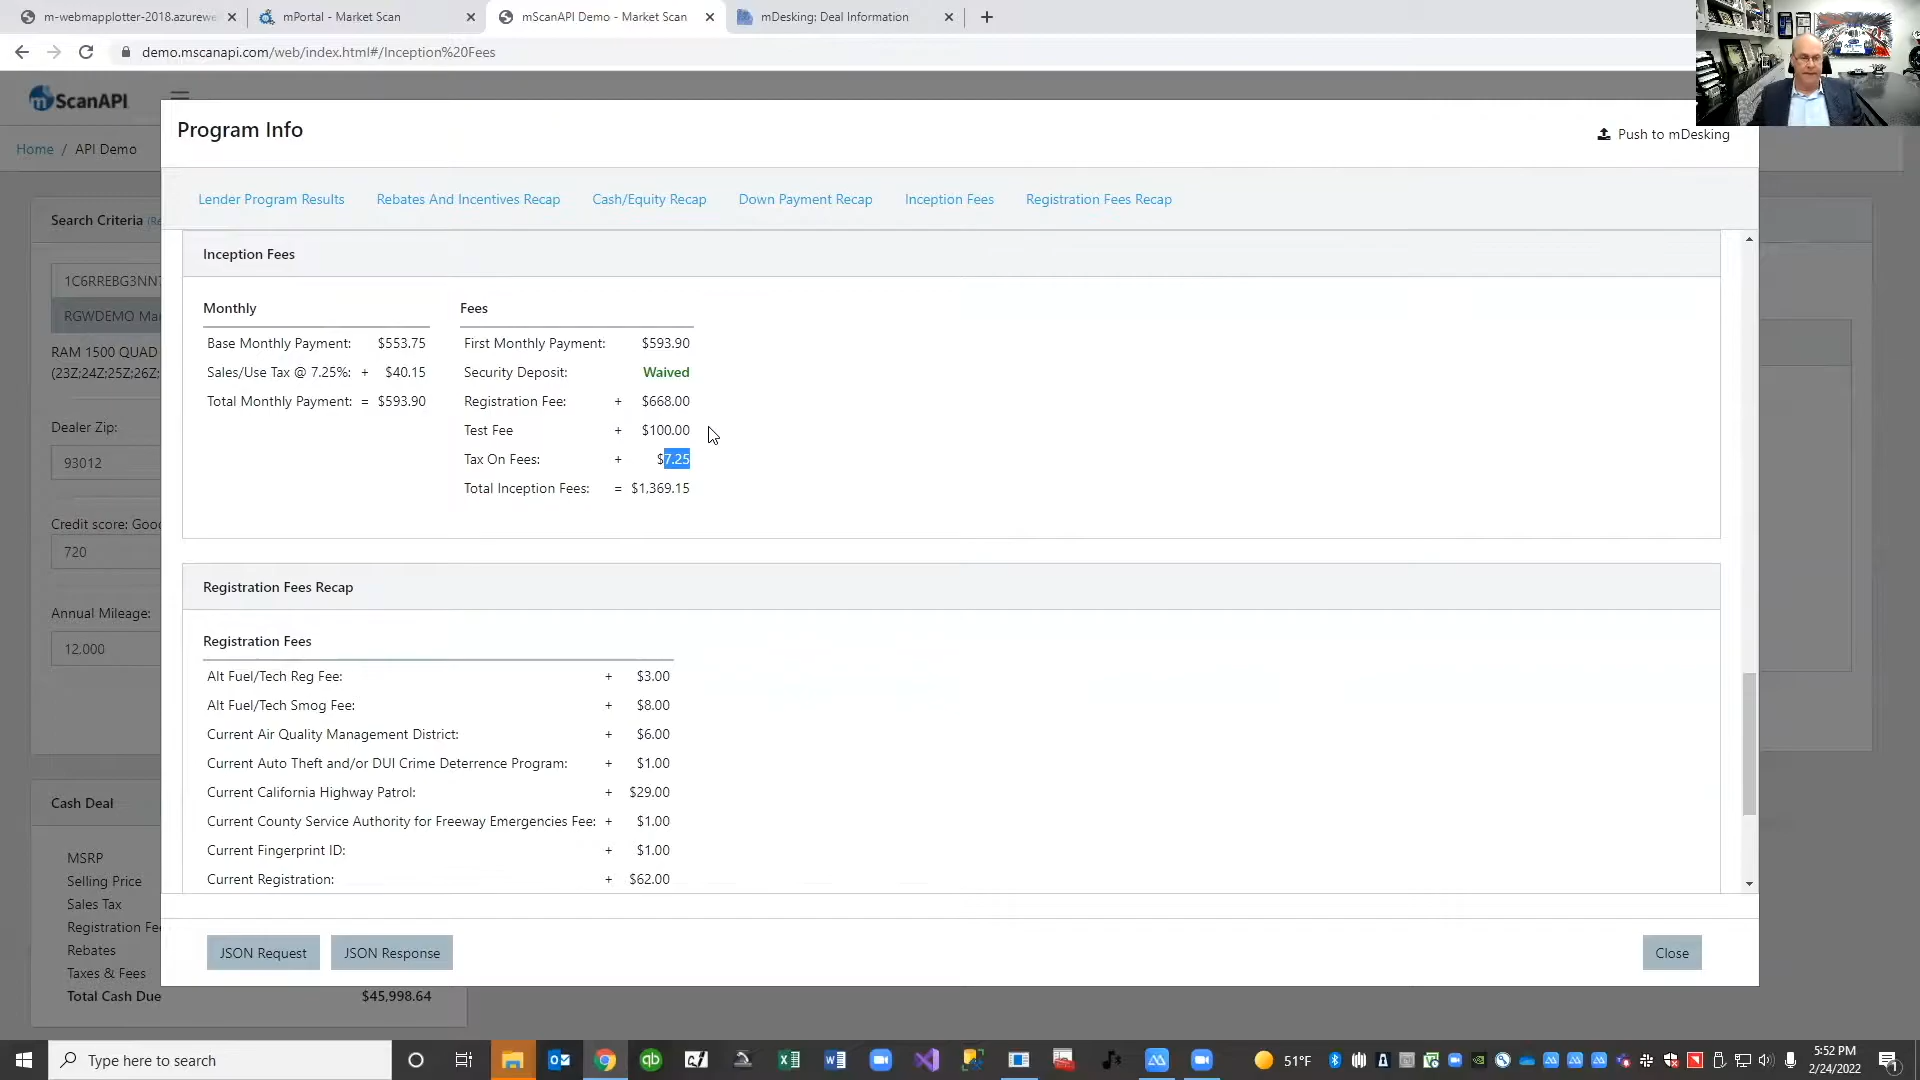 m-webmapplotter-2018.azurewe
mPortal - Market Scan
mScanAPI Demo - Market Scan
mDesking: Deal Information
demo.mscanapi.com/web/index.html#/Inception%20Fees
mScanAPI
Home / API Demo
Program Info
Push to mDesking
Lender Program Results
Rebates And Incentives Recap
Cash/Equity Recap
Down Payment Recap
Inception Fees
Registration Fees Recap
Search Criteria
1C6RREBG3NN
RGWDEMO Ma
RAM 1500 QUAD
(23Z;24Z;25Z;26Z;
Dealer Zip:
93012
Credit score: Good
720
Annual Mileage:
12.000
Cash Deal
MSRP
Selling Price
Sales Tax
Registration Fe
Rebates
Taxes & Fees
Total Cash Due $45,998.64
Inception Fees
Monthly
Base Monthly Payment: $553.75
Sales/Use Tax @ 7.25%: + $40.15
Total Monthly Payment: = $593.90
Fees
First Monthly Payment: $593.90
Security Deposit: Waived
Registration Fee: + $668.00
Test Fee + $100.00
Tax On Fees: + $7.25
Total Inception Fees: = $1,369.15
Registration Fees Recap
Registration Fees
Alt Fuel/Tech Reg Fee: + $3.00
Alt Fuel/Tech Smog Fee: + $8.00
Current Air Quality Management District: + $6.00
Current Auto Theft and/or DUI Crime Deterrence Program: + $1.00
Current California Highway Patrol: + $29.00
Current County Service Authority for Freeway Emergencies Fee: + $1.00
Current Fingerprint ID: + $1.00
Current Registration: + $62.00
JSON Request
JSON Response
Close
Type here to search
51°F
5:52 PM
2/24/2022